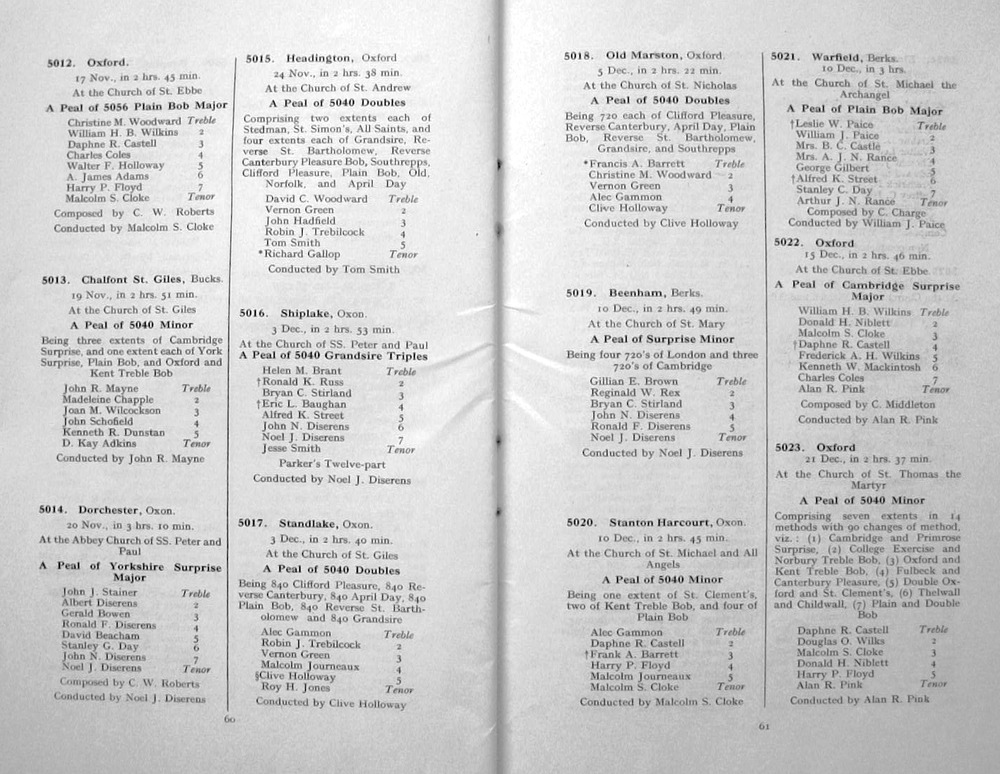 5012. Oxford.
17 Nov., in 2 hrs. 45 min.
At the Church of St. Ebbe
A Peal of 5056 Plain Bob Major
Christine M. Woodward Treble
William H. B. Wilkins 2
Daphne R. Castell 3
Charles Coles 4
Walter F. Holloway 5
A. James Adams 6
Harry P. Floyd 7
Malcolm S. Cloke Tenor
Composed by C. W. Roberts
Conducted by Malcolm S. Cloke
5013. Chalfont St. Giles, Bucks.
19 Nov., in 2 hrs. 51 min.
At the Church of St. Giles
A Peal of 5040 Minor
Being three extents of Cambridge
Surprise, and one extent each of York
Surprise, Plain Bob, and Oxford and
Kent Treble Bob
John R. Mayne Treble
Madeleine Chapple 2
Joan M. Wilcockson 3
John Schofield 4
Kenneth R. Dunstan 5
D. Kay Adkins Tenor
Conducted by John R. Mayne
5014. Dorchester, Oxon.
20 Nov., in 3 hrs. 10 min.
At the Abbey Church of SS. Peter and
Paul
A Peal of Yorkshire Surprise
Major
John J. Stainer Treble
Albert Diserens 2
Gerald Bowen 3
Ronald F. Diserens 4
David Beacham 5
Stanley G. Day 6
John N. Diserens 7
Noel J. Diserens Tenor
Composed by C. W. Roberts
Conducted by Noel J. Diserens
5015. Headington, Oxford
24 Nov., in 2 hrs. 38 min.
At the Church of St. Andrew
A Peal of 5040 Doubles
Comprising two extents each of
Stedman, St. Simon's, All Saints, and
four extents each of Grandsire, Re-
verse St. Bartholomew, Reverse
Canterbury Pleasure Bob, Southrepps,
Clifford Pleasure, Plain Bob, Old,
Norfolk, and April Day
David C. Woodward Treble
Vernon Green 2
John Hadfield 3
Robin J. Trebilcock 4
Tom Smith 5
*Richard Gallop Tenor
Conducted by Tom Smith
5016. Shiplake, Oxon.
3 Dec., in 2 hrs. 53 min.
At the Church of SS. Peter and Paul
A Peal of 5040 Grandsire Triples
Helen M. Brant Treble
†Ronald K. Russ 2
Bryan C. Stirland 3
†Eric L. Baughan 4
Alfred K. Street 5
John N. Diserens 6
Noel J. Diserens 7
Jesse Smith Tenor
Parker's Twelve-part
Conducted by Noel J. Diserens
5017. Standlake, Oxon.
3 Dec., in 2 hrs. 40 min.
At the Church of St. Giles
A Peal of 5040 Doubles
Being 840 Clifford Pleasure, 840 Re-
verse Canterbury, 840 April Day, 840
Plain Bob, 840 Reverse St. Barth-
olomew and 840 Grandsire
Alec Gammon Treble
Robin J. Trebilcock 2
Vernon Green 3
Malcolm Journeaux 4
§Clive Holloway 5
Roy H. Jones Tenor
Conducted by Clive Holloway
60
5018. Old Marston, Oxford.
5 Dec., in 2 hrs. 22 min.
At the Church of St. Nicholas
A Peal of 5040 Doubles
Being 720 each of Clifford Pleasure,
Reverse Canterbury, April Day, Plain
Bob, Reverse St. Bartholomew,
Grandsire, and Southrepps
*Francis A. Barrett Treble
Christine M. Woodward 2
Vernon Green 3
Alec Gammon 4
Clive Holloway Tenor
Conducted by Clive Holloway
5019. Beenham, Berks.
10 Dec., in 2 hrs. 49 min.
At the Church of St. Mary
A Peal of Surprise Minor
Being four 720's of London and three
720's of Cambridge
Gillian E. Brown Treble
Reginald W. Rex 2
Bryan C. Stirland 3
John N. Diserens 4
Ronald F. Diserens 5
Noel J. Diserens Tenor
Conducted by Noel J. Diserens
5020. Stanton Harcourt, Oxon.
10 Dec., in 2 hrs. 45 min.
At the Church of St. Michael and All
Angels
A Peal of 5040 Minor
Being one extent of St. Clement's,
two of Kent Treble Bob, and four of
Plain Bob
Alec Gammon Treble
Daphne R. Castell 2
†Frank A. Barrett 3
Harry P. Floyd 4
Malcolm Journeaux 5
Malcolm S. Cloke Tenor
Conducted by Malcolm S. Cloke
5021. Warfield, Berks.
10 Dec., in 3 hrs.
At the Church of St. Michael the
Archangel
A Peal of Plain Bob Major
†Leslie W. Paice Treble
William J. Paice 2
Mrs. B. C. Castle 3
Mrs. A. J. N. Rance 4
George Gilbert 5
†Alfred K. Street 6
Stanley C. Day 7
Arthur J. N. Rance Tenor
Composed by C. Charge
Conducted by William J. Paice
5022. Oxford
15 Dec., in 2 hrs. 46 min.
At the Church of St. Ebbe
A Peal of Cambridge Surprise
Major
William H. B. Wilkins Treble
Donald H. Niblett 2
Malcolm S. Cloke 3
†Daphne R. Castell 4
Frederick A. H. Wilkins 5
Kenneth W. Mackintosh 6
Charles Coles 7
Alan R. Pink Tenor
Composed by C. Middleton
Conducted by Alan R. Pink
5023. Oxford
21 Dec., in 2 hrs. 37 min.
At the Church of St. Thomas the
Martyr
A Peal of 5040 Minor
Comprising seven extents in 14
methods with 90 changes of method,
viz.: (1) Cambridge and Primrose
Surprise, (2) College Exercise and
Norbury Treble Bob, (3) Oxford and
Kent Treble Bob, (4) Fulbeck and
Canterbury Pleasure, (5) Double Ox-
ford and St. Clement's, (6) Thelwall
and Childwall, (7) Plain and Double
Bob
Daphne R. Castell Treble
Douglas O. Wilks 2
Malcolm S. Cloke 3
Donald H. Niblett 4
Harry P. Floyd 5
Alan R. Pink Tenor
Conducted by Alan R. Pink
61